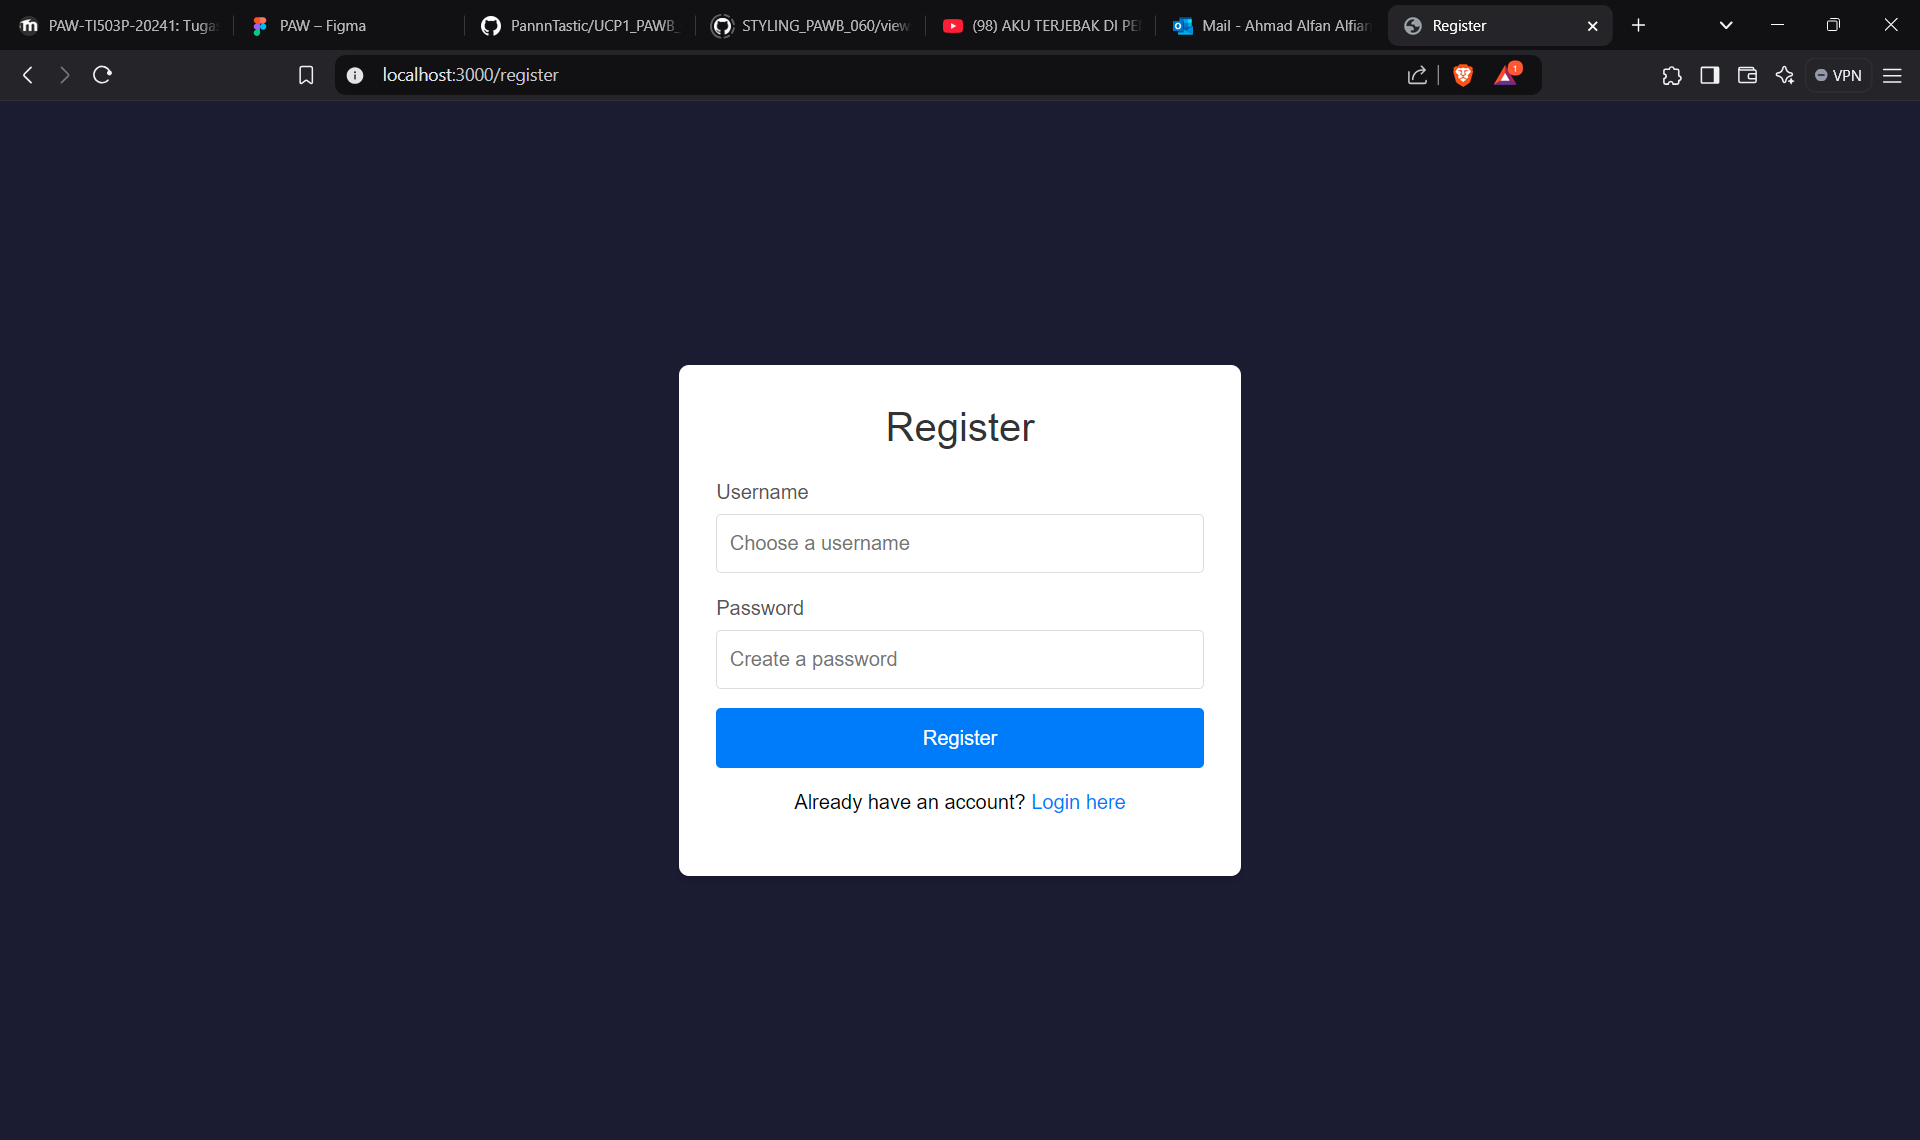 PAW-TI503P-20241: Tuga
PAW – Figma
PannnTastic/UCP1_PAWB_
STYLING_PAWB_060/view
(98) AKU TERJEBAK DI PE
Mail - Ahmad Alfan Alfian
Register
localhost:3000/register
1
VPN
Register
Username
Choose a username
Password
Create a password
Register
Already have an account? Login here